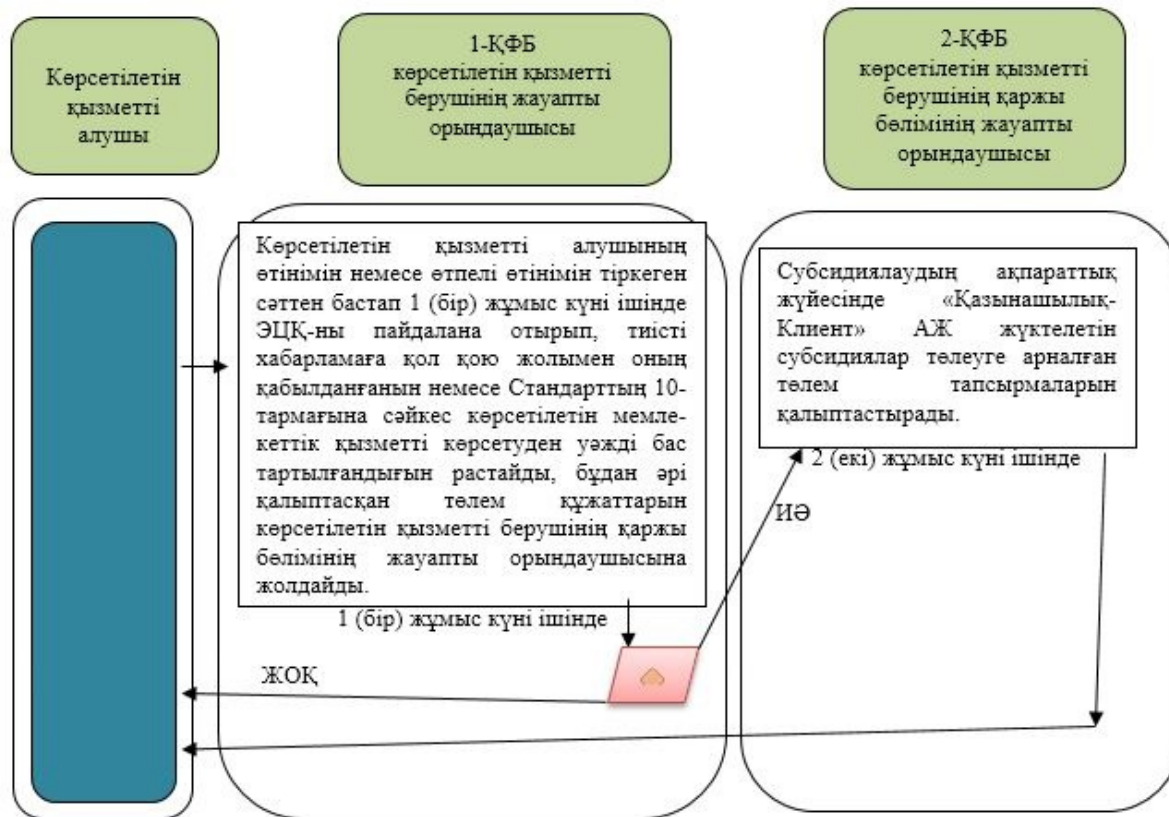 Көрсетілетін
қызметті
алушы
1-ҚФБ
көрсетілетін қызметті
берушінің жауапты
орындаушысы
2-ҚФБ
көрсетілетін қызметті
берушінің қаржы
бөлімінің жауапты
орындаушысы
Көрсетілетін қызметті алушының
өтінімін немесе өтпелі өтінімін тіркеген
сәттен бастап 1 (бір) жұмыс күні ішінде
ЭЦҚ-ны пайдалана отырып, тиісті
хабарламаға қол қою жолымен оның
қабылданғанын немесе Стандарттың 10-
тармағына сәйкес көрсетілетін мемле-
кеттік қызметті көрсетуден уәжді бас
тартылғандығын растайды, бұдан әрі
қалыптасқан төлем құжаттарын
көрсетілетін қызметті берушінің қаржы
бөлімінің жауапты орындаушысына
жолдайды.
1 (бір) жұмыс күні ішінде
Субсидиялаудың ақпараттық
жүйесінде «Қазынашылық-
Клиент» АЖ жүктелетін
субсидиялар төлеуге арналған
төлем тапсырмаларын
қалыптастырады.
2 (екі) жұмыс күні ішінде
ИӘ
ЖОҚ